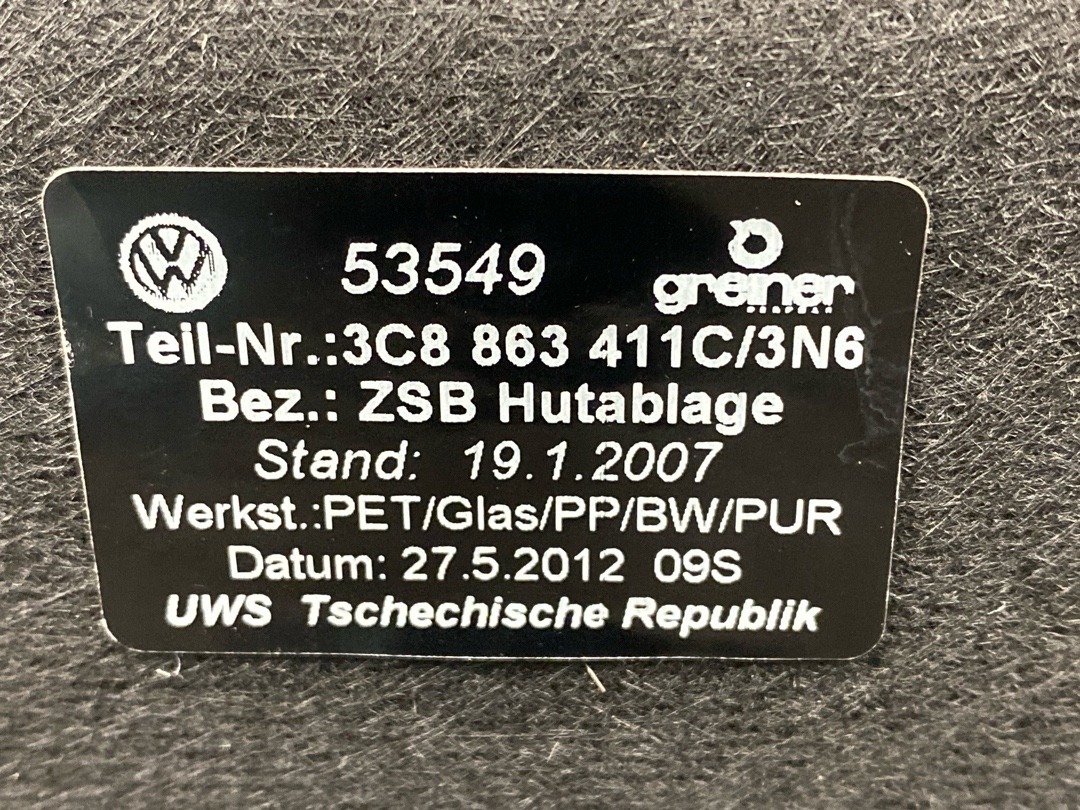 53549
greiner
Teil-Nr.:3C8 863 411C/3N6
Bez.: ZSB Hutablage
Stand: 19.1.2007
Werkst.:PET/Glas/PP/BW/PUR
Datum: 27.5.2012 09S
UWS Tschechische Republik